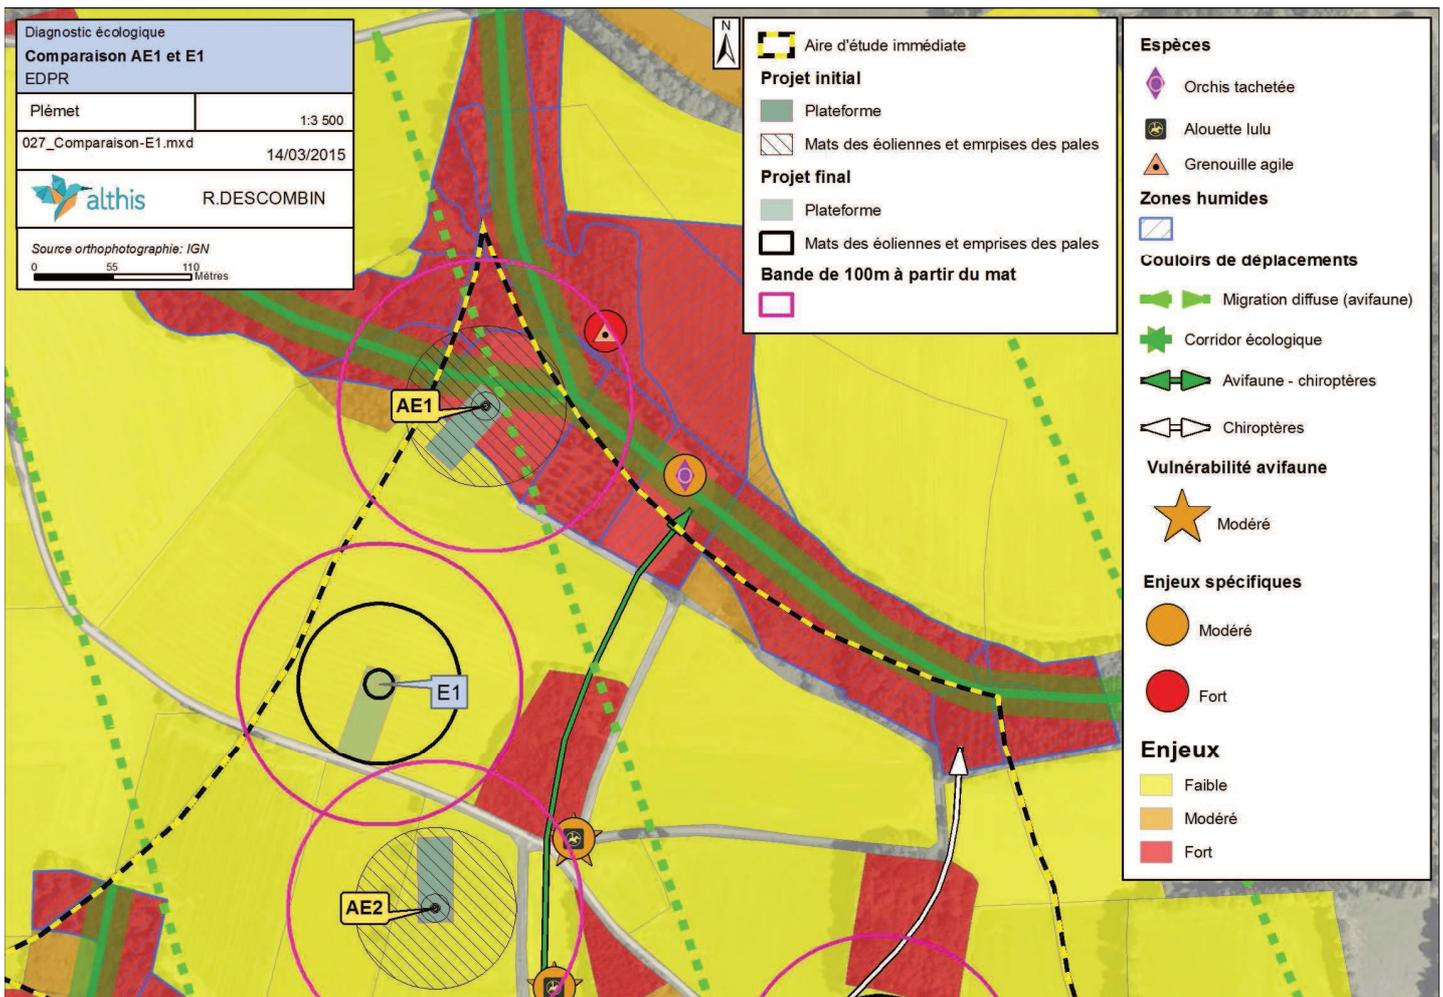 Diagnostic écologique
Comparaison AE1 et E1
EDPR
Plémet
1:3 500
027_Comparaison-E1.mxd
14/03/2015
althis
R.DESCOMBIN
Source orthophotographie: IGN
0 55 110
Mètres
N
Aire d'étude immédiate
Projet initial
Plateforme
Mats des éoliennes et emrpises des pales
Projet final
Plateforme
Mats des éoliennes et emprises des pales
Bande de 100m à partir du mat
Espèces
Orchis tachetée
Alouette lulu
Grenouille agile
Zones humides
Couloirs de déplacements
Migration diffuse (avifaune)
Corridor écologique
Avifaune - chiroptères
Chiroptères
Vulnérabilité avifaune
Modéré
Enjeux spécifiques
Modéré
Fort
Enjeux
Faible
Modéré
Fort
AE1
E1
AE2